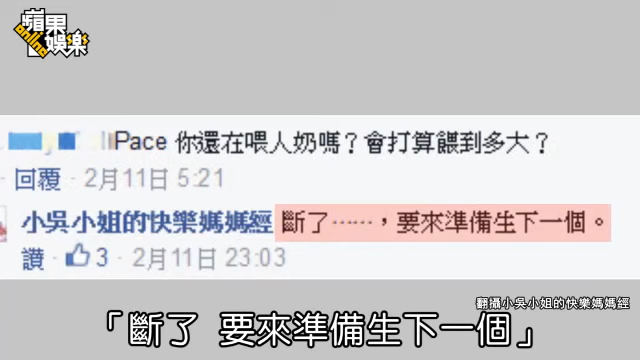 蘋果
online
娛樂
Pace 你還在喂人奶嗎？會打算餵到多大？
回覆 · 2月11日 5:21
小吳小姐的快樂媽媽經 斷了……，要來準備生下一個。
讚 · 3 · 2月11日 23:03
翻攝小吳小姐的快樂媽媽經
「斷了 要來準備生下一個」